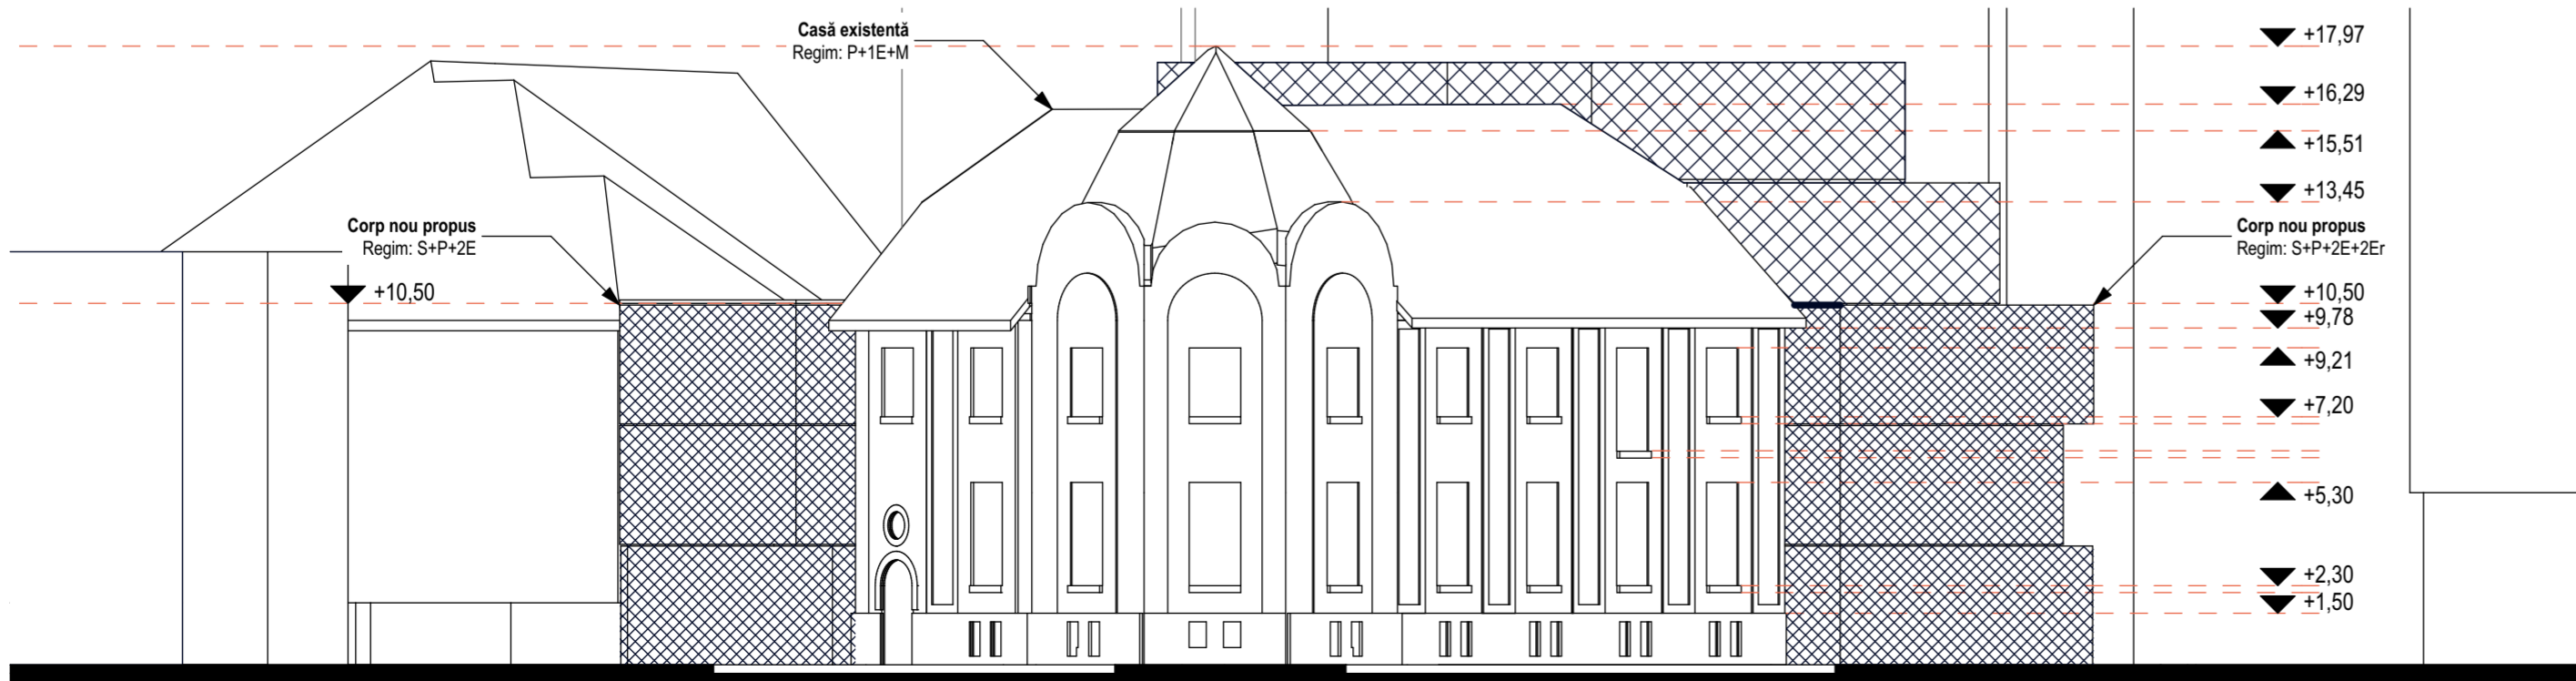 Casă existentă
Regim: P+1E+M
Corp nou propus
Regim: S+P+2E
+10,50
Corp nou propus
Regim: S+P+2E+2Er
+17,97
+16,29
+15,51
+13,45
+10,50
+9,78
+9,21
+7,20
+5,30
+2,30
+1,50